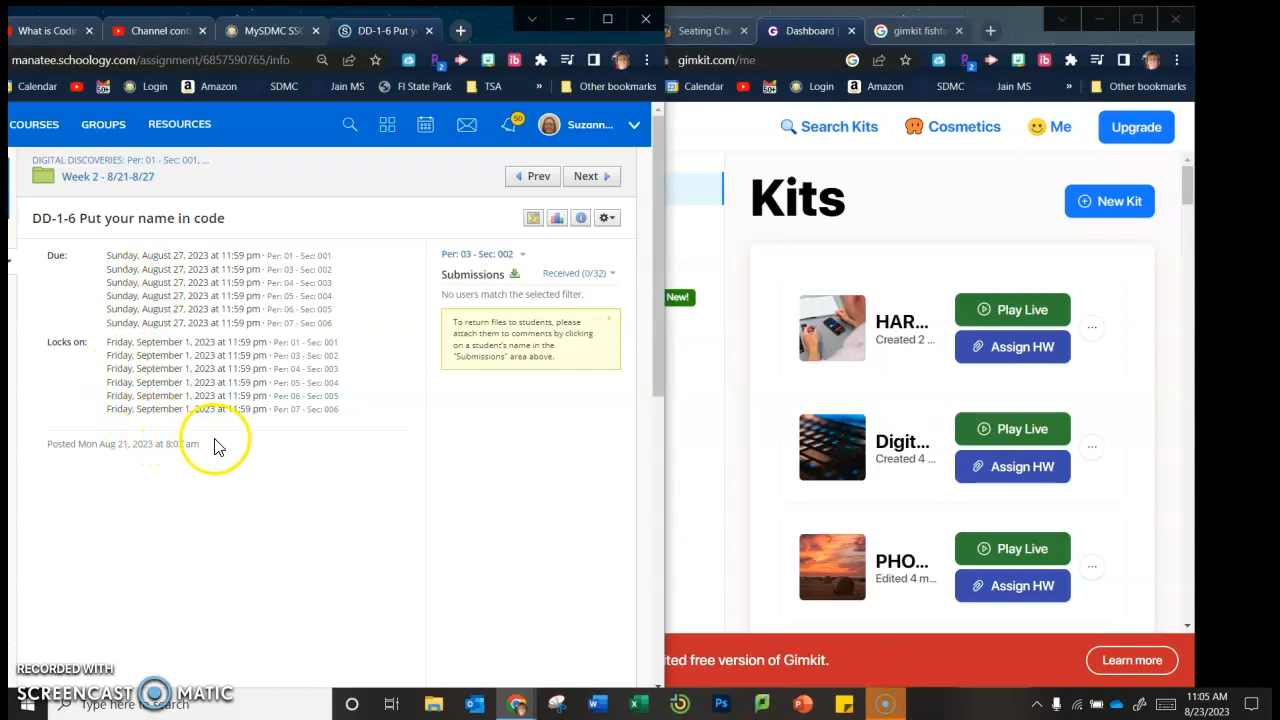 What is Codin
Channel cont
MySDMC SSO
DD-1-6 Put yo
manatee.schoology.com/assignment/6857590765/info
Calendar
Login
Amazon
SDMC
Jain MS
Fl State Park
TSA
»
Other bookmarks
COURSES
GROUPS
RESOURCES
50
Suzann...
DIGITAL DISCOVERIES: Per: 01 - Sec: 001, ...
Week 2 - 8/21-8/27
Prev
Next
DD-1-6 Put your name in code
Due:
Sunday, August 27, 2023 at 11:59 pm · Per: 01 - Sec: 001
Sunday, August 27, 2023 at 11:59 pm · Per: 03 - Sec: 002
Sunday, August 27, 2023 at 11:59 pm · Per: 04 - Sec: 003
Sunday, August 27, 2023 at 11:59 pm · Per: 05 - Sec: 004
Sunday, August 27, 2023 at 11:59 pm · Per: 06 - Sec: 005
Sunday, August 27, 2023 at 11:59 pm · Per: 07 - Sec: 006
Locks on:
Friday, September 1, 2023 at 11:59 pm · Per: 01 - Sec: 001
Friday, September 1, 2023 at 11:59 pm · Per: 03 - Sec: 002
Friday, September 1, 2023 at 11:59 pm · Per: 04 - Sec: 003
Friday, September 1, 2023 at 11:59 pm · Per: 05 - Sec: 004
Friday, September 1, 2023 at 11:59 pm · Per: 06 - Sec: 005
Friday, September 1, 2023 at 11:59 pm · Per: 07 - Sec: 006
Posted Mon Aug 21, 2023 at
am
Per: 03 - Sec: 002
Submissions
Received (0/32)
No users match the selected filter.
To return files to students, please
attach them to comments by clicking
on a student's name in the
"Submissions" area above.
Seating Cha
Dashboard |
gimkit fishto
gimkit.com/me
Calendar
Login
Amazon
SDMC
Jain MS
»
Other bookmarks
Search Kits
Cosmetics
Me
Upgrade
Kits
New Kit
New!
HAR...
Created 2 ...
Play Live
Assign HW
Digit...
Created 4 ...
Play Live
Assign HW
PHO...
Edited 4 m...
Play Live
Assign HW
ited free version of Gimkit.
Learn more
RECORDED WITH
SCREENCAST MATIC
Type here to search
11:05 AM
8/23/2023